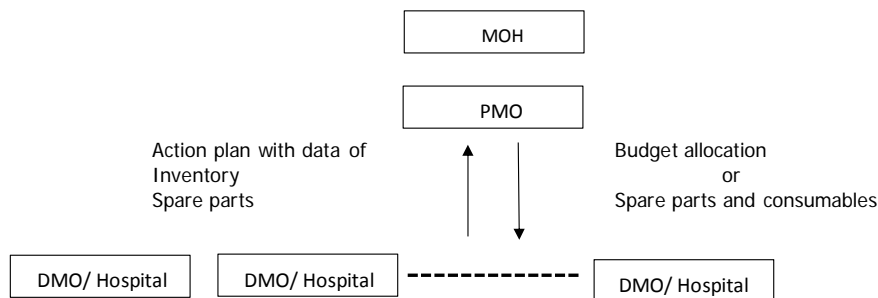 MOH
PMO
Action plan with data of
Inventory
Spare parts
Budget allocation
or
Spare parts and consumables
DMO/ Hospital
DMO/ Hospital
DMO/ Hospital